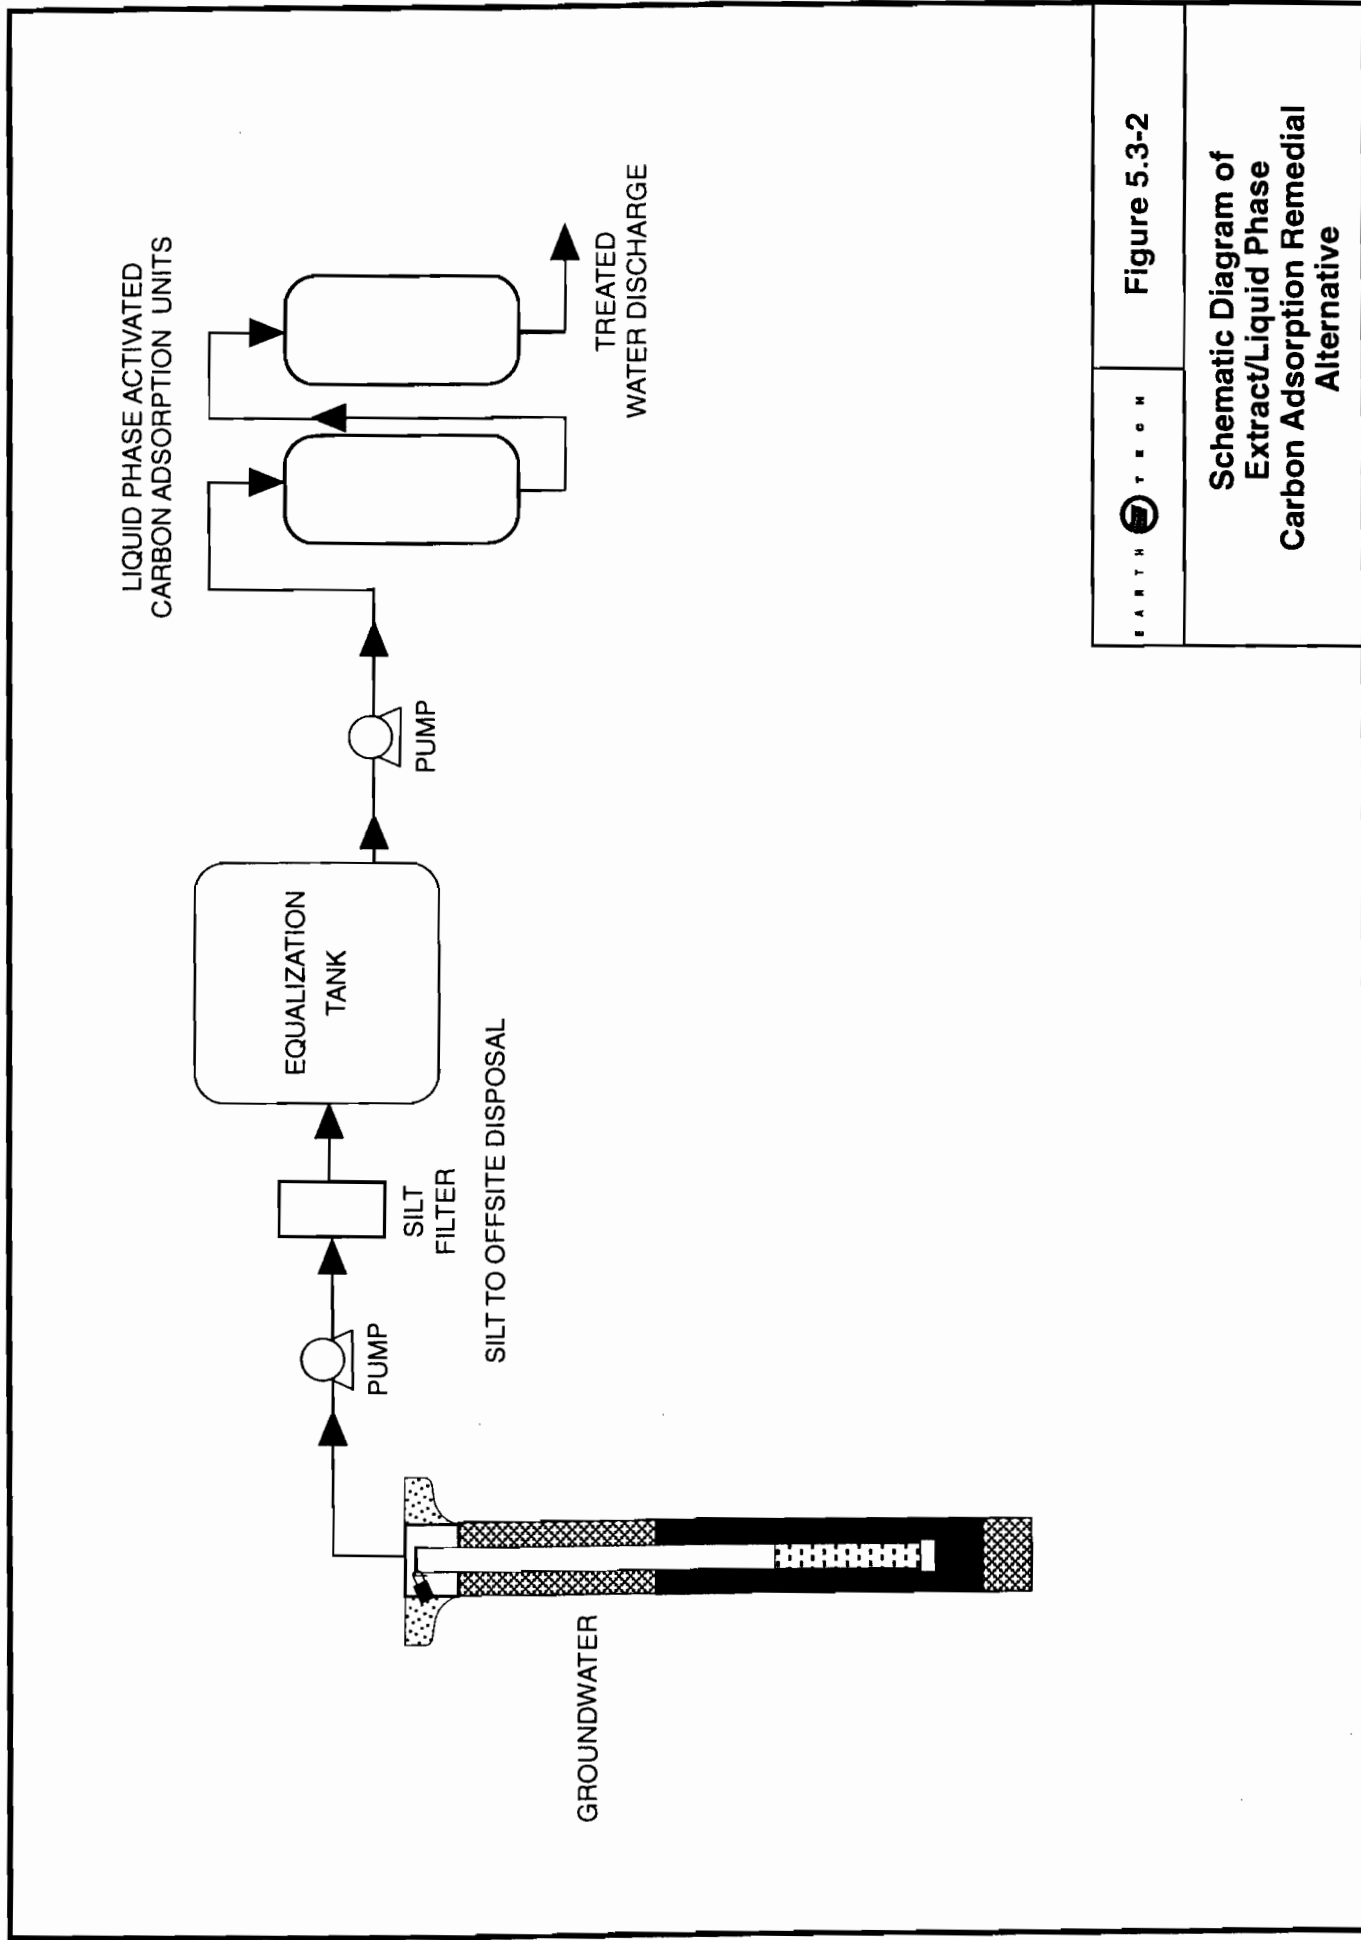 LIQUID PHASE ACTIVATED
CARBON ADSORPTION UNITS
EQUALIZATION
TANK
PUMP
SILT
FILTER
PUMP
SILT TO OFFSITE DISPOSAL
TREATED
WATER DISCHARGE
GROUNDWATER
EARTH TECH
Figure 5.3-2
Schematic Diagram of
Extract/Liquid Phase
Carbon Adsorption Remedial
Alternative